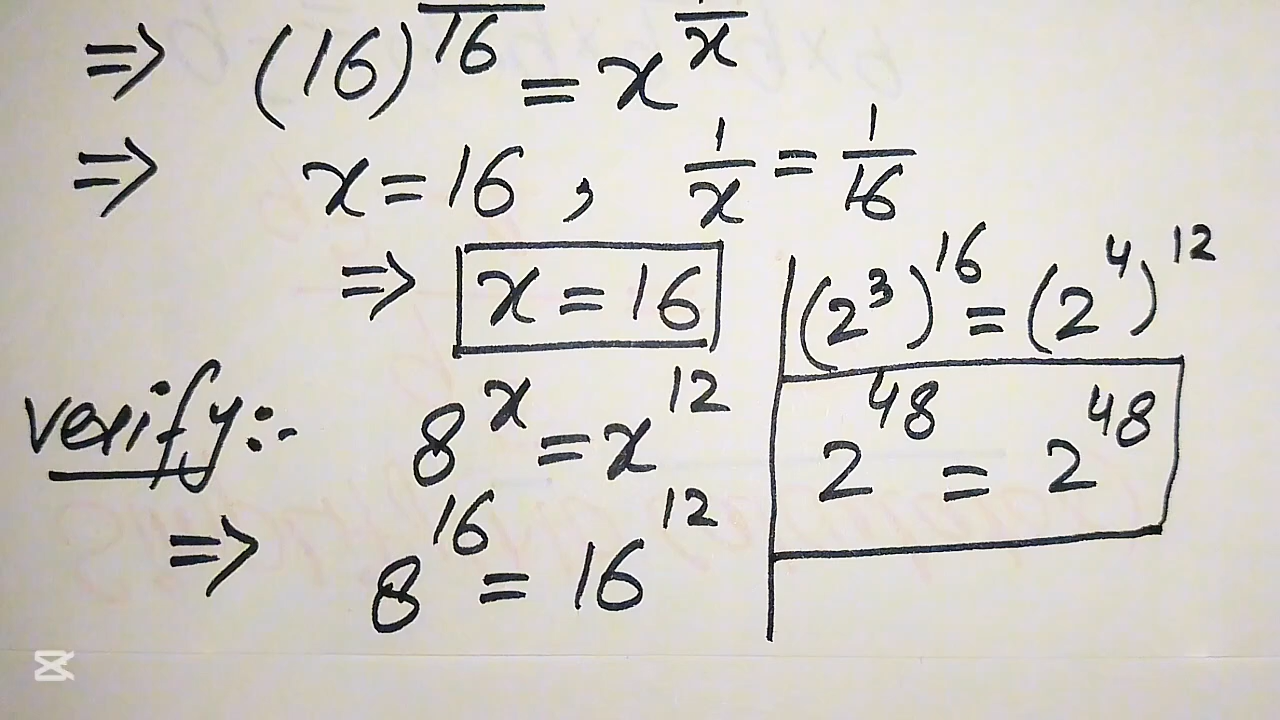 ⇒ (16)^(1/16) = x^(1/x)
⇒ x = 16 , 1/x = 1/16
⇒ x = 16
verify:-
8^x = x^12
⇒ 8^16 = 16^12
(2^3)^16 = (2^4)^12
2^48 = 2^48